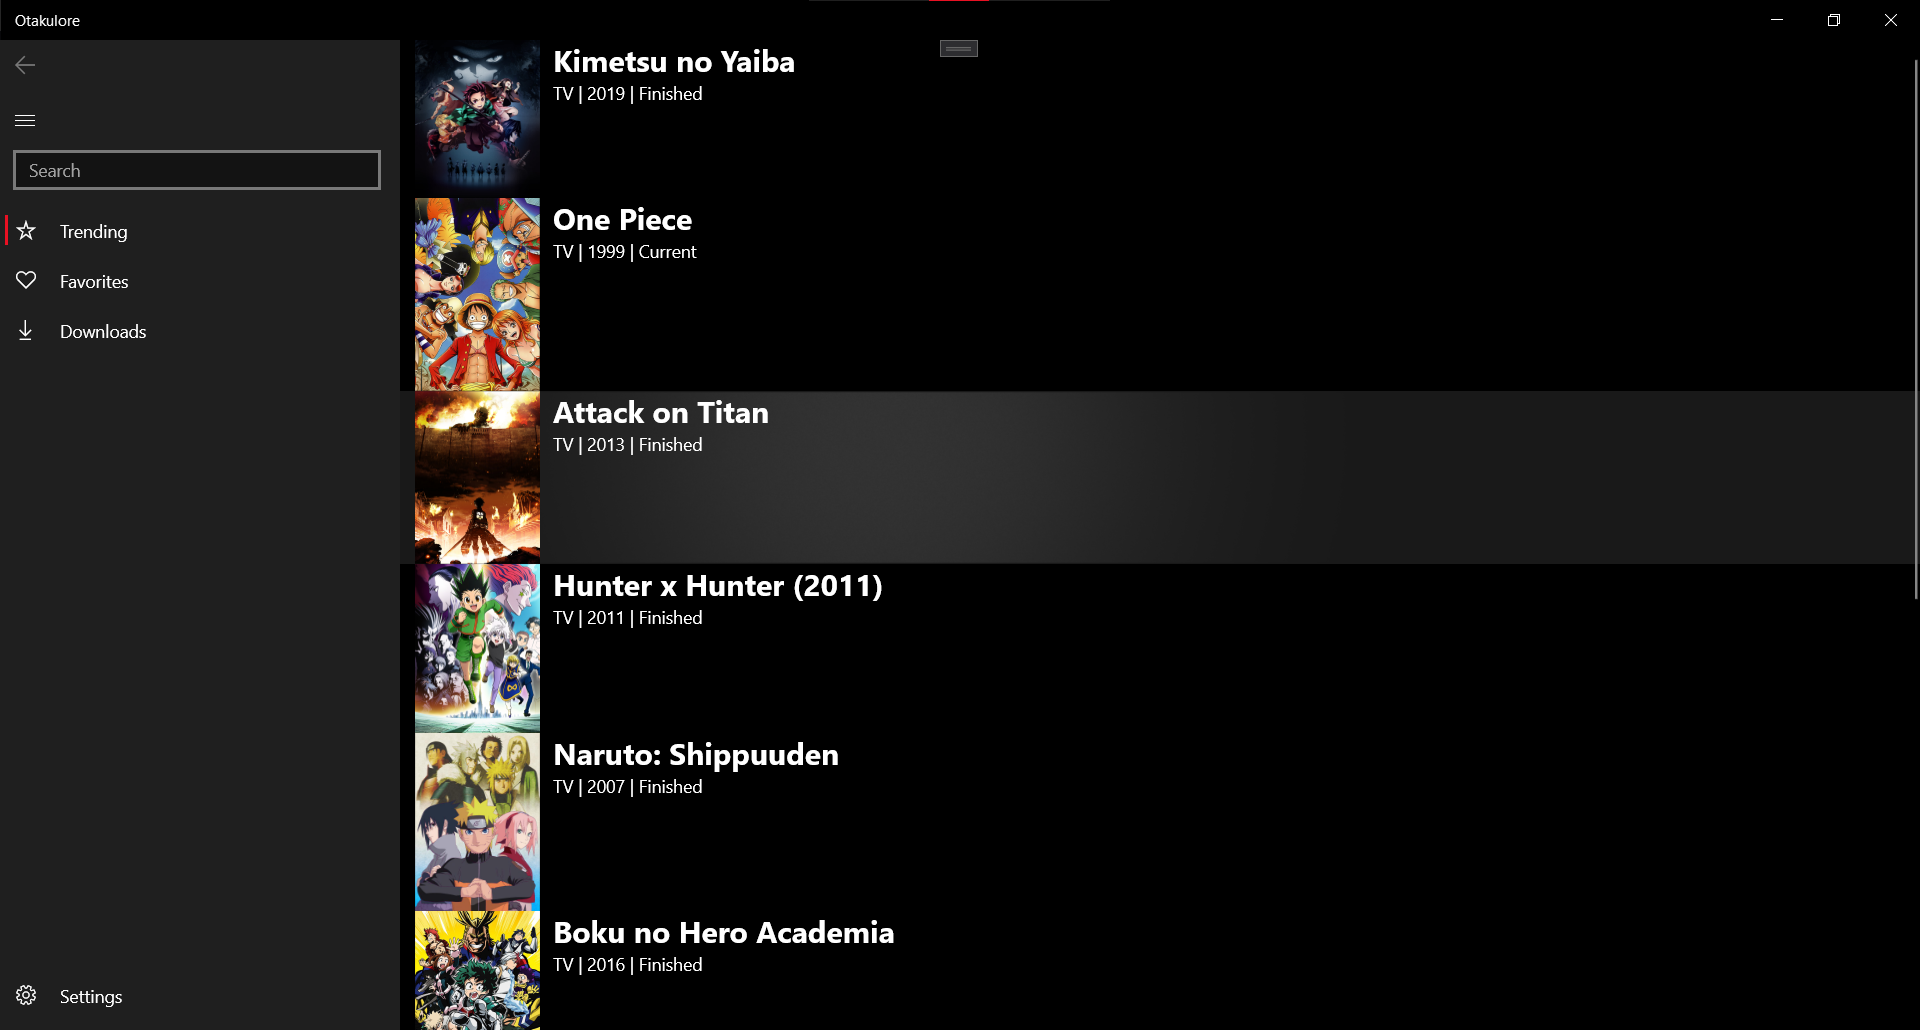 Otakulore
Search
Trending
Favorites
Downloads
Settings
Kimetsu no Yaiba
TV | 2019 | Finished
One Piece
TV | 1999 | Current
Attack on Titan
TV | 2013 | Finished
Hunter x Hunter (2011)
TV | 2011 | Finished
Naruto: Shippuuden
TV | 2007 | Finished
Boku no Hero Academia
TV | 2016 | Finished